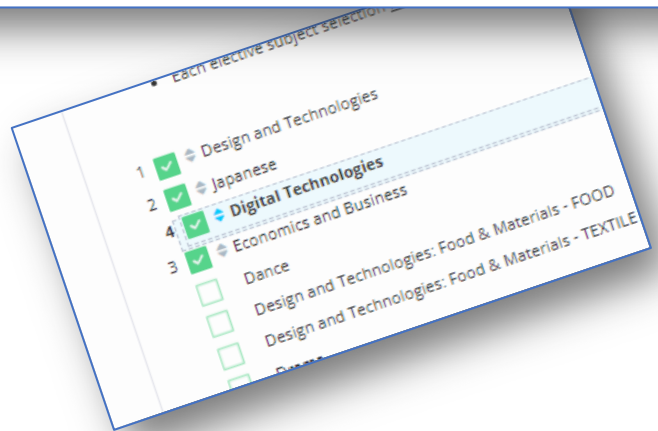 • Each elective subject selection
1 Design and Technologies
2 Japanese
4 Digital Technologies
3 Economics and Business
Dance
Design and Technologies: Food & Materials - FOOD
Design and Technologies: Food & Materials - TEXTILE